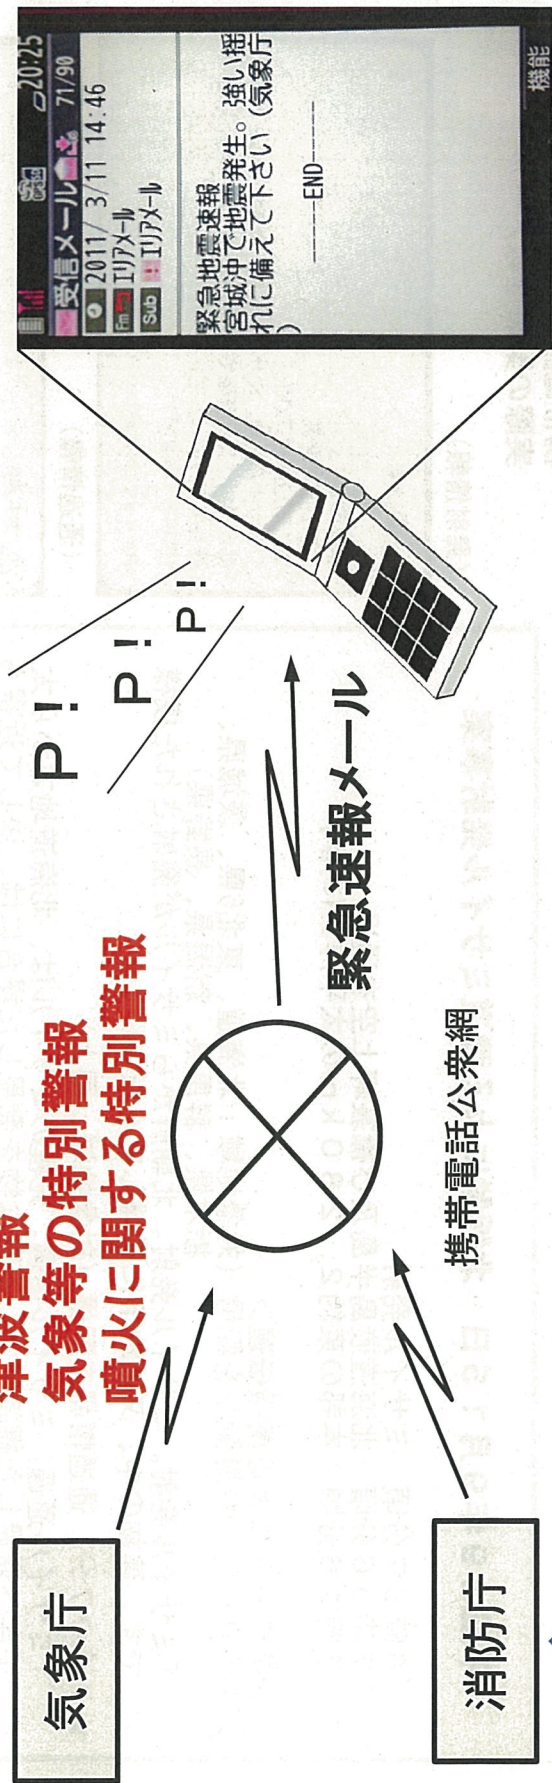 津波警報
気象等の特別警報
噴火に関する特別警報
気象庁
消防庁
携帯電話公衆網
緊急速報メール
P!
P!
P!
20:25
受信メール 71/90
2011/ 3/11 14:46
Fm エリアメール
Sub エリアメール
緊急地震速報
宮城沖で地震発生。強い揺
れに備えて下さい（気象庁
）
------END------
機能